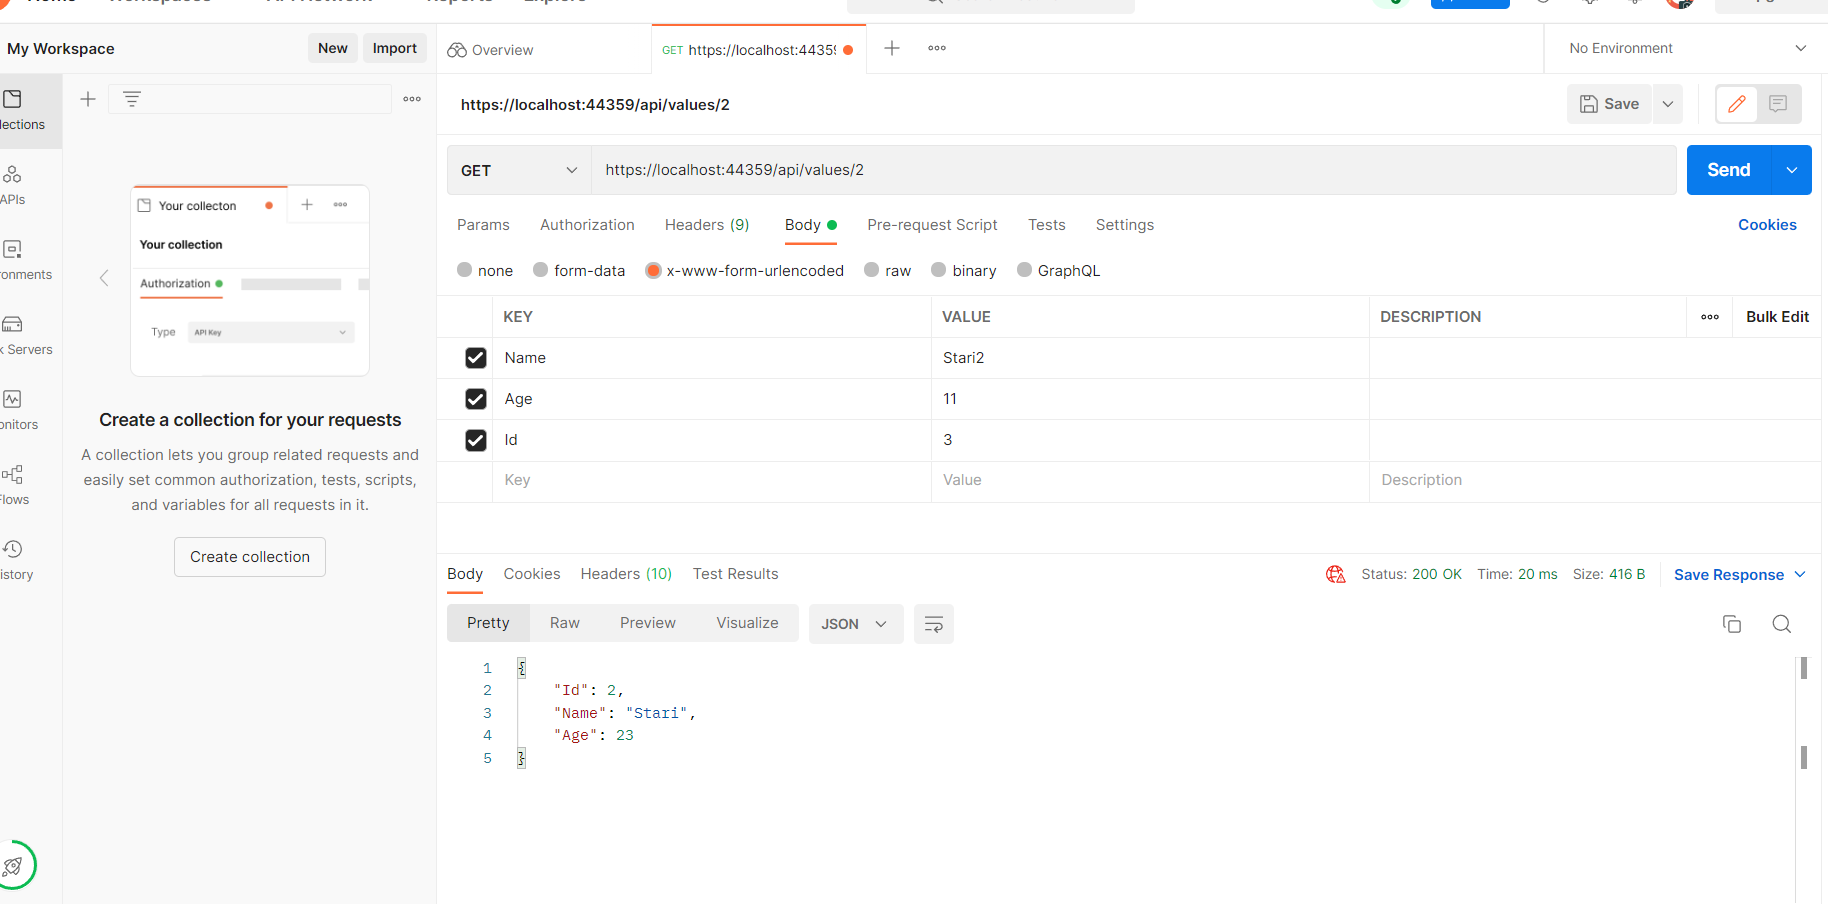 My Workspace
New
Import
Overview
GET https://localhost:4435
No Environment
lections
APIs
onments
k Servers
onitors
Flows
istory
Your collecton
Your collection
Authorization
Type
API Key
Create a collection for your requests
A collection lets you group related requests and
easily set common authorization, tests, scripts,
and variables for all requests in it.
Create collection
https://localhost:44359/api/values/2
Save
GET
https://localhost:44359/api/values/2
Send
Params Authorization Headers (9) Body Pre-request Script Tests Settings Cookies
none form-data x-www-form-urlencoded raw binary GraphQL
KEY VALUE DESCRIPTION Bulk Edit
Name Stari2
Age 11
Id 3
Key Value Description
Body Cookies Headers (10) Test Results Status: 200 OK Time: 20 ms Size: 416 B Save Response
Pretty Raw Preview Visualize JSON
1 {
2 "Id": 2,
3 "Name": "Stari",
4 "Age": 23
5 }